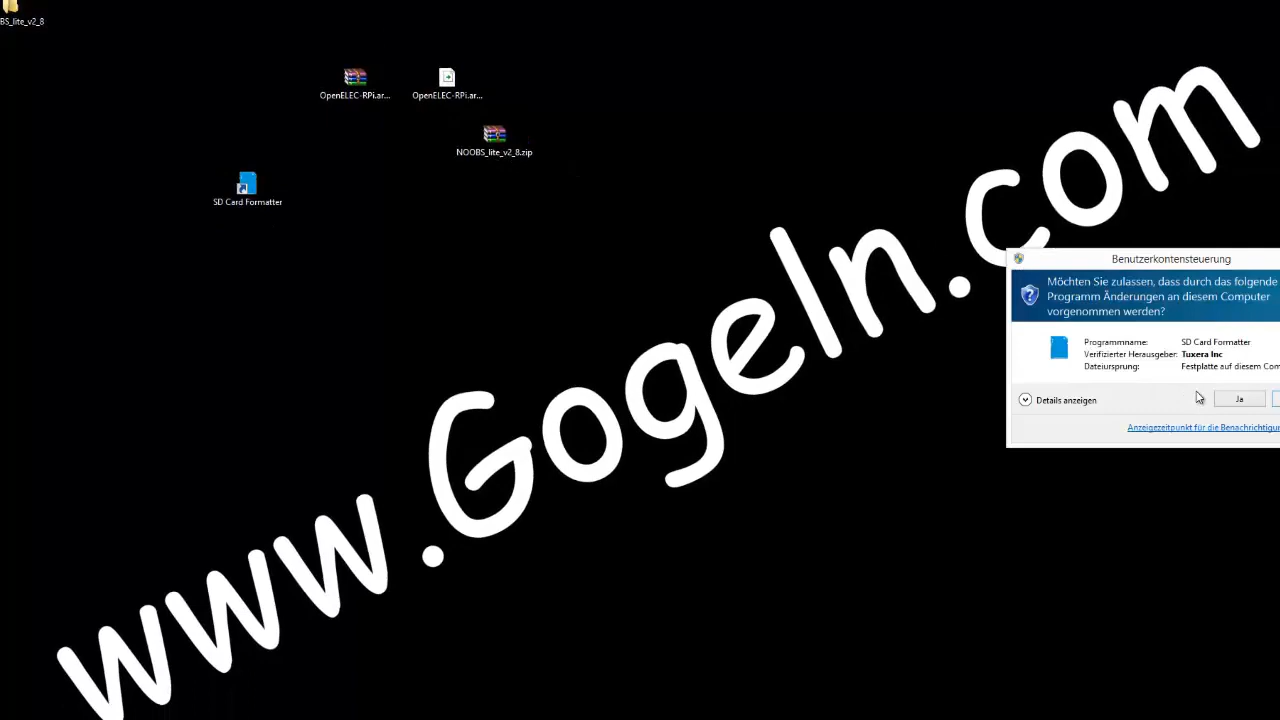 BS_lite_v2_8
OpenELEC-RPi.ar...
OpenELEC-RPi.ar...
NOOBS_lite_v2_8.zip
SD Card Formatter
www.Gogeln.com
Benutzerkontensteuerung
Möchten Sie zulassen, dass durch das folgende
Programm Änderungen an diesem Computer
vorgenommen werden?
Programmname: SD Card Formatter
Verifizierter Herausgeber: Tuxera Inc
Dateiursprung: Festplatte auf diesem Com
Details anzeigen
Ja
Anzeigezeitpunkt für die Benachrichtigun